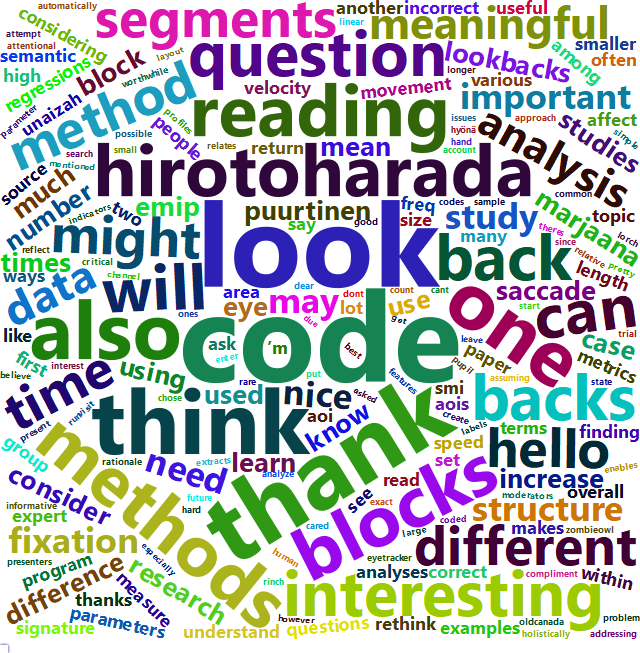 considering
automatically
segments
another
incorrect
useful
attempt
attentional
linear
meaningful
semantic
layout
high
regressions
block
worthwhile
question
lookbacks
among
smaller
longer
often
parameter
unaizah
method
velocity
movement
various
important
profiles
people
reading
affect
studies
possible
issues
approach
simple
source
search
mentioned
small
relates
return
mean
hyönä
hand
account
analysis
much
hirotoharada
number
indicators
two
emip
puurtinen
say
good
freq
size
codes
sample
study
common
marjaana
topic
reflect
critical
might
look
many
theres
since
relative
Pretty
lorch
times
ways
channel
dear
back
length
data
will
area
eye
may
dont
cant
count
use
saccade
ones
lot
due
got
start
one
can
trial
case
like
also
code
first
ask
enter
'm
best
leave
paper
metrics
believe
interest
time
using
chose
rare
put
features
pupil
assuming
state
used
nice
asked
smi
aois
create
backs
present
runkisit
think
aoi
know
labels
terms
finding
group
rationale
need
extracts
learn
analyze
thank
speed
set
hello
consider
future
hard
cared
see
read
exact
increase
moderators
overall
informative
expert
methods
blocks
coded
structure
fixation
especially
large
makes
zombieowl
presenters
program
measure
research
human
eyetracker
different
difference
analyses
correct
within
thanks
rinch
interesting
compliment
signature
parameters
understand
however
questions
rethink
examples
oldcanada
holistically
problem
addressing
enables